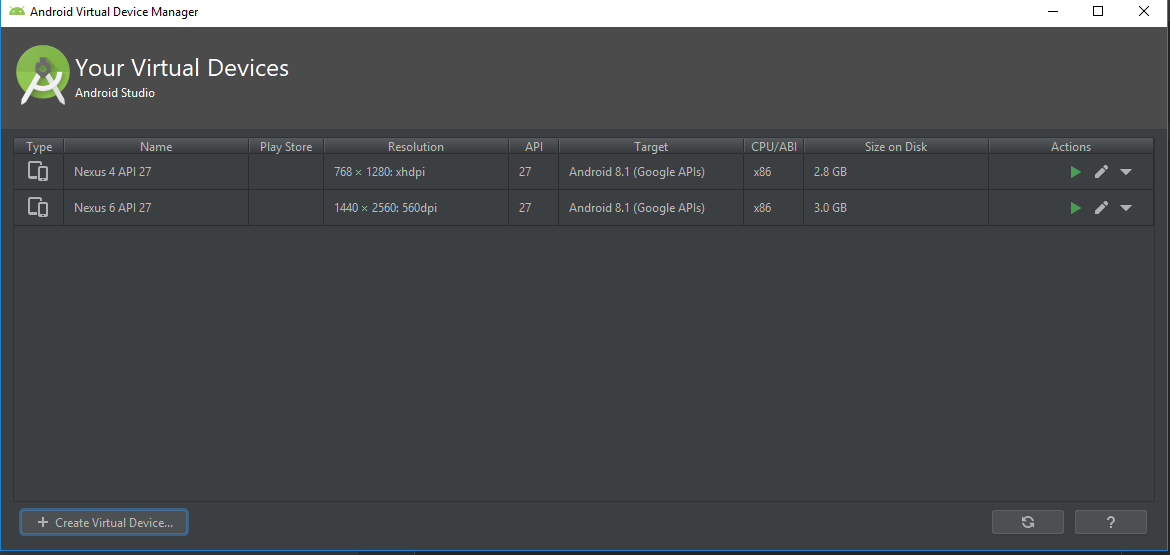 Android Virtual Device Manager
Your Virtual Devices
Android Studio
Type Name Play Store Resolution API Target CPU/ABI Size on Disk Actions
Nexus 4 API 27 768 × 1280: xhdpi 27 Android 8.1 (Google APIs) x86 2.8 GB
Nexus 6 API 27 1440 × 2560: 560dpi 27 Android 8.1 (Google APIs) x86 3.0 GB
+ Create Virtual Device... ?